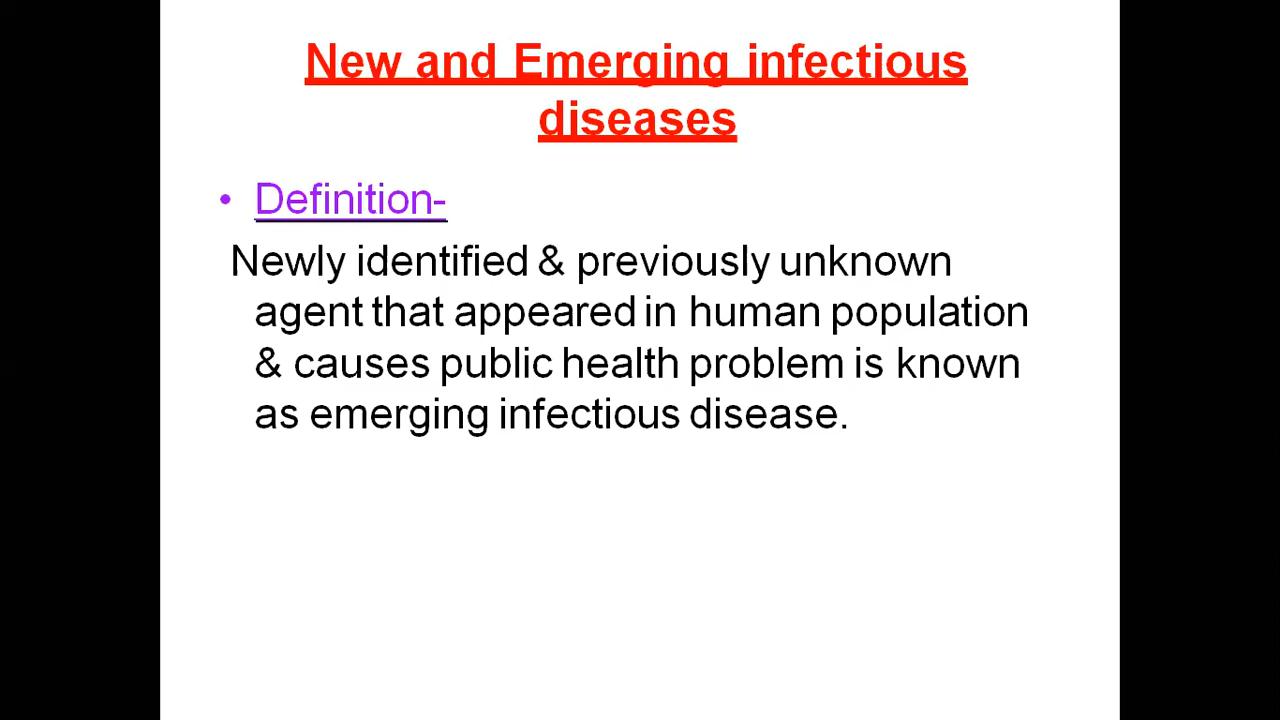 New and Emerging infectious
diseases
• Definition-
Newly identified & previously unknown
agent that appeared in human population
& causes public health problem is known
as emerging infectious disease.